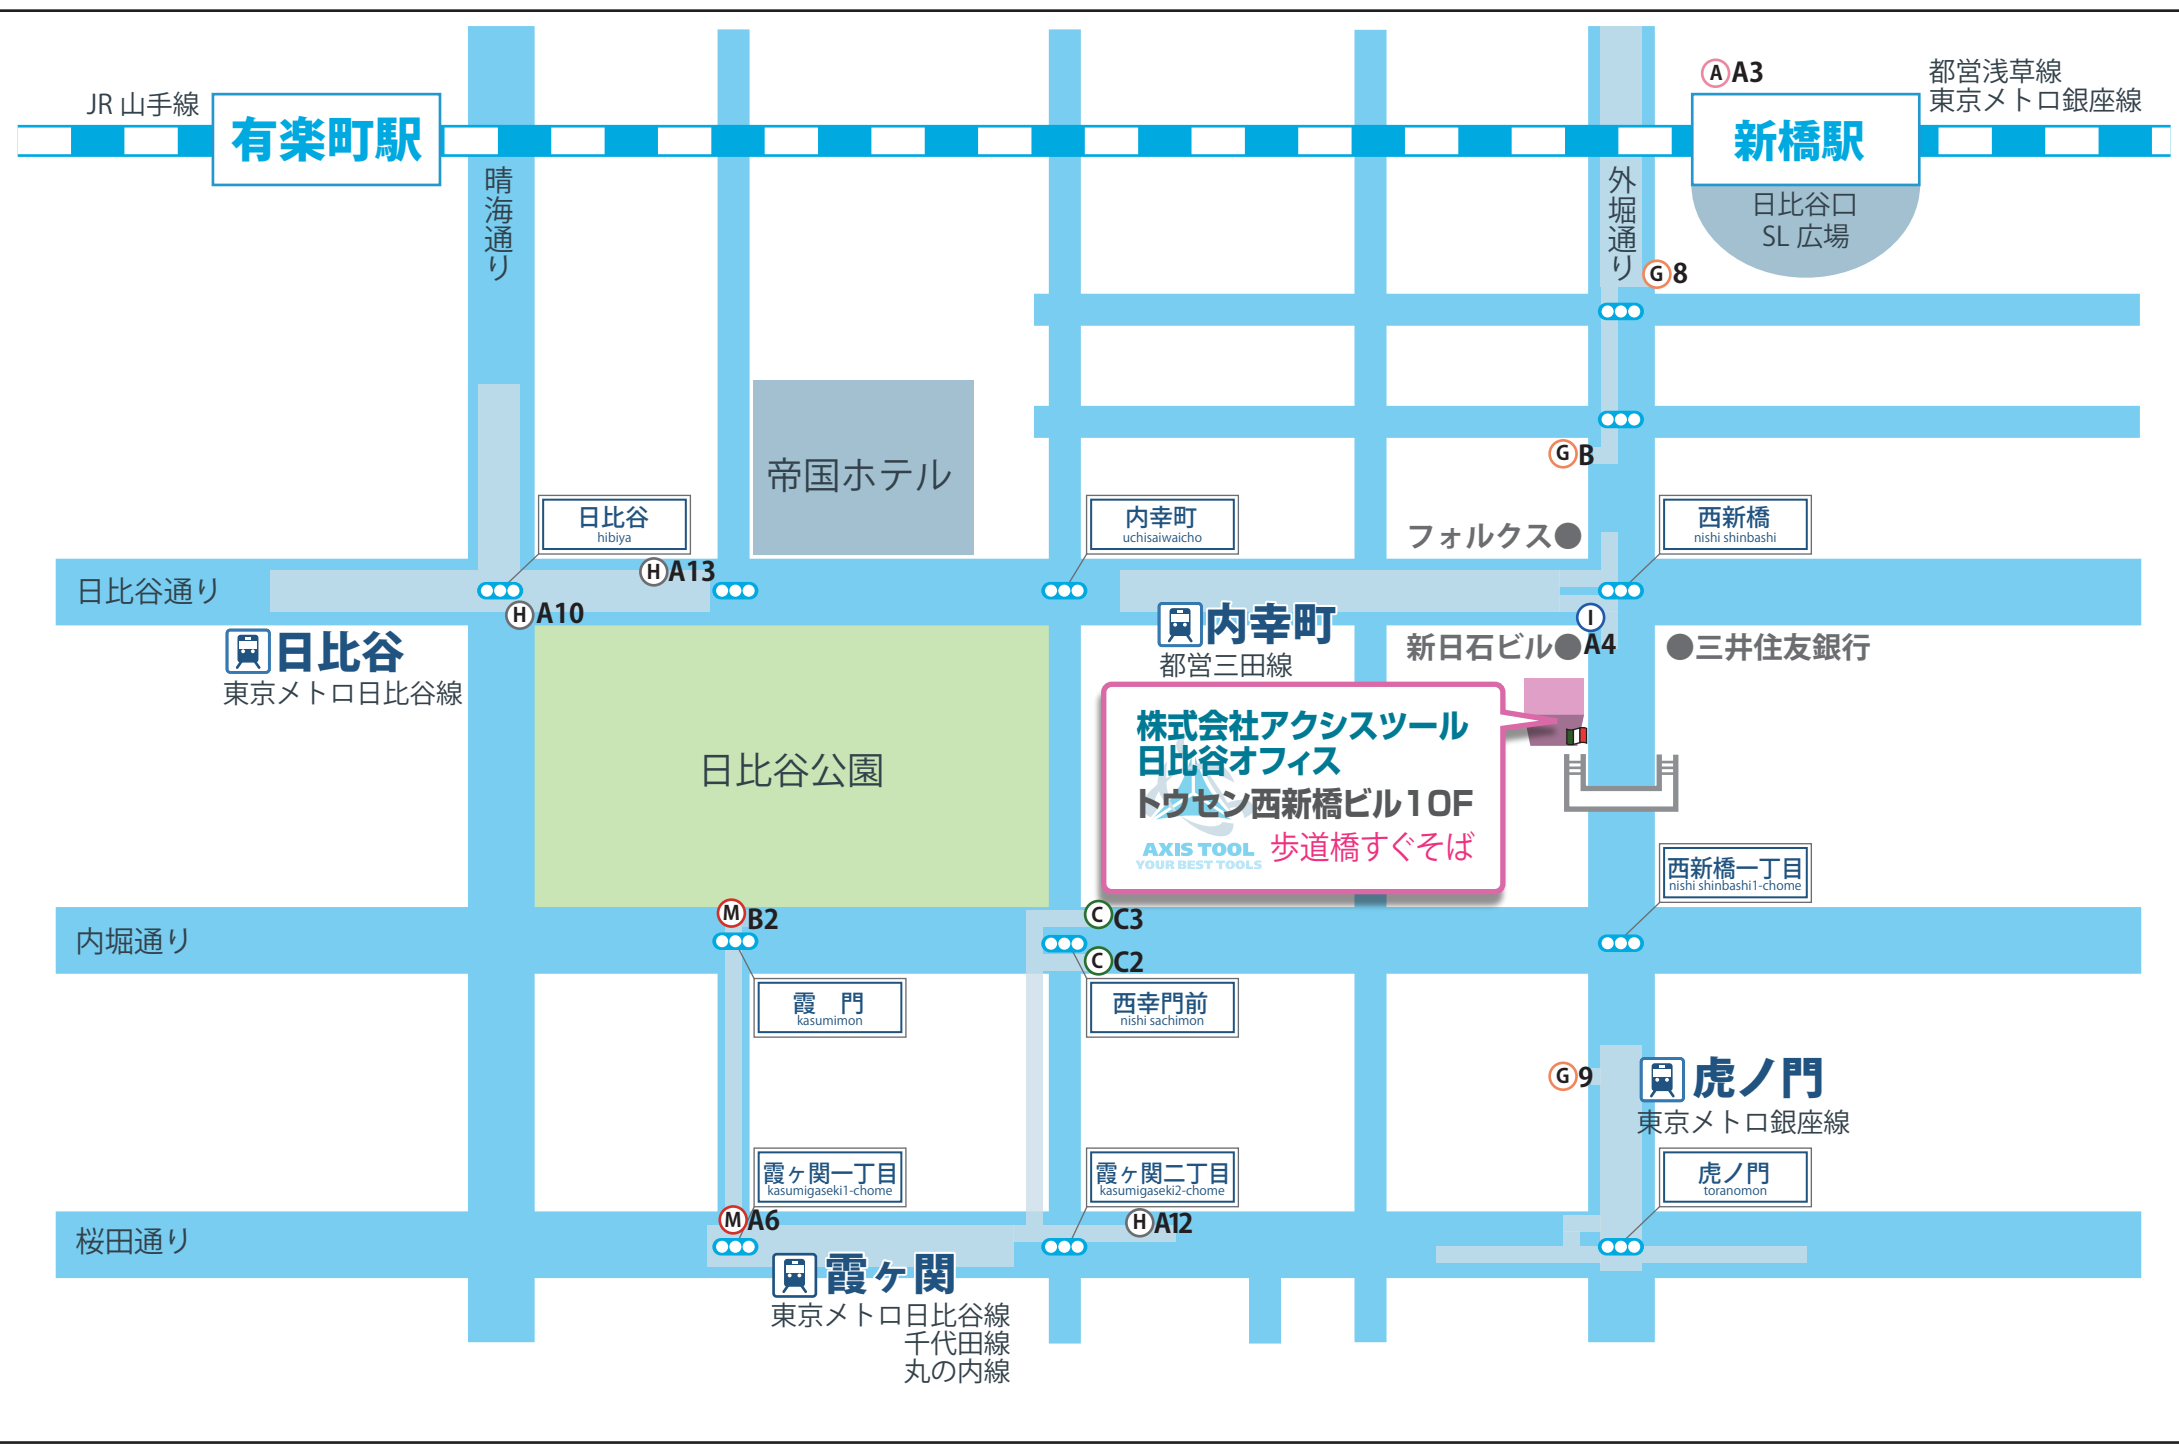 A A3
都営浅草線
東京メトロ銀座線
JR 山手線
有楽町駅
新橋駅
日比谷口
SL 広場
晴海通り
外堀通り
G 8
G B
帝国ホテル
日比谷
hibiya
内幸町
uchisaiwaicho
西新橋
nishi shinbashi
フォルクス
日比谷通り
H A13
H A10
I
A4
日比谷
東京メトロ日比谷線
内幸町
都営三田線
新日石ビル
三井住友銀行
株式会社アクシスツール
日比谷オフィス
トウセン西新橋ビル10F
歩道橋すぐそば
AXIS TOOL
YOUR BEST TOOLS
日比谷公園
西新橋一丁目
nishi shinbashi1-chome
内堀通り
M B2
C C3
C C2
霞　門
kasumimon
西幸門前
nishi sachimon
G 9
虎ノ門
東京メトロ銀座線
霞ヶ関一丁目
kasumigaseki1-chome
霞ヶ関二丁目
kasumigaseki2-chome
虎ノ門
toranomon
桜田通り
M A6
H A12
霞ヶ関
東京メトロ日比谷線
千代田線
丸の内線